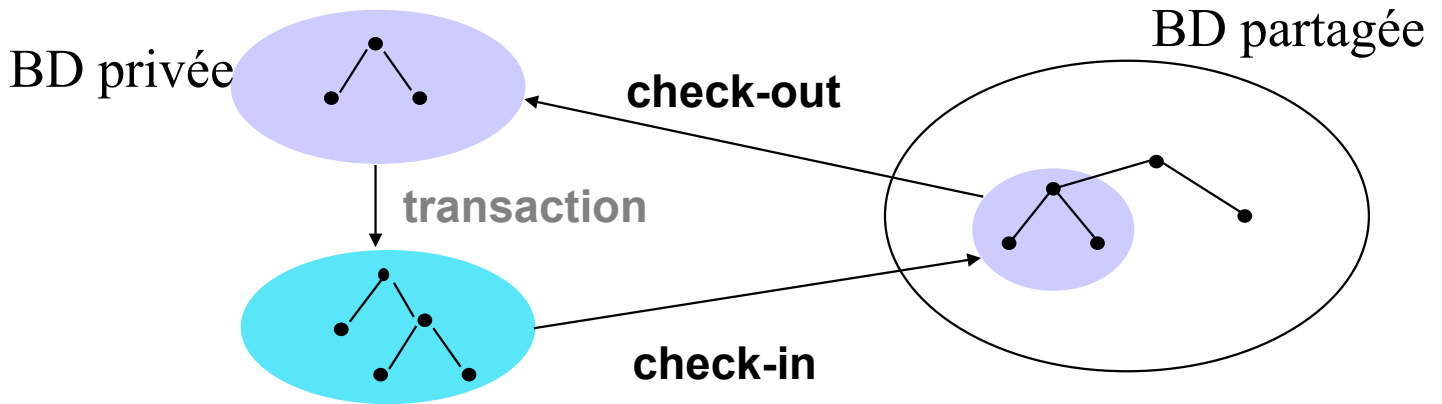 BD partagée
BD privée
check-out
transaction
check-in